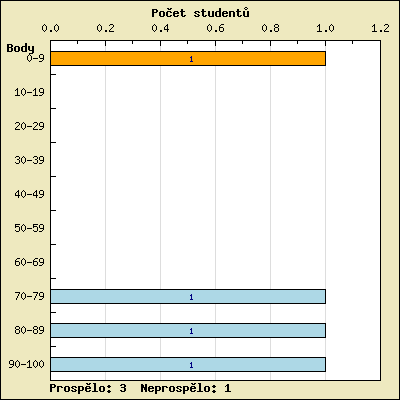 Počet studentů
0.0 0.2 0.4 0.6 0.8 1.0 1.2
Body
0-9 1
10-19
20-29
30-39
40-49
50-59
60-69
70-79 1
80-89 1
90-100 1
Prospělo: 3 Neprospělo: 1